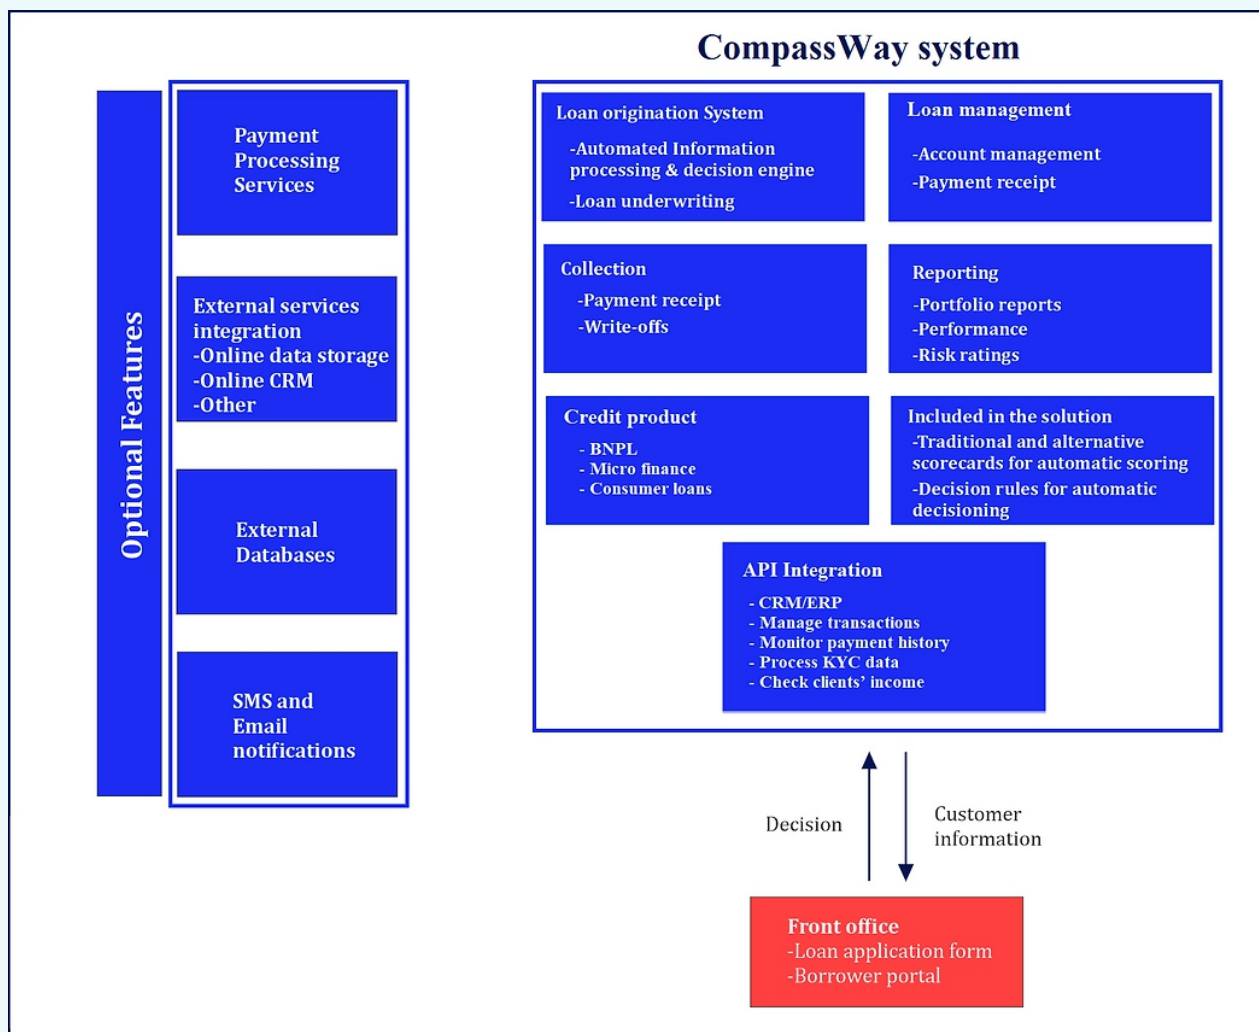 CompassWay system
Optional Features
Payment
Processing
Services
External services
integration
-Online data storage
-Online CRM
-Other
External
Databases
SMS and
Email
notifications
Loan origination System
-Automated Information
processing & decision engine
-Loan underwriting
Loan management
-Account management
-Payment receipt
Collection
-Payment receipt
-Write-offs
Reporting
-Portfolio reports
-Performance
-Risk ratings
Credit product
- BNPL
- Micro finance
- Consumer loans
Included in the solution
-Traditional and alternative
scorecards for automatic scoring
-Decision rules for automatic
decisioning
API Integration
- CRM/ERP
- Manage transactions
- Monitor payment history
- Process KYC data
- Check clients’ income
Decision
Customer
information
Front office
-Loan application form
-Borrower portal